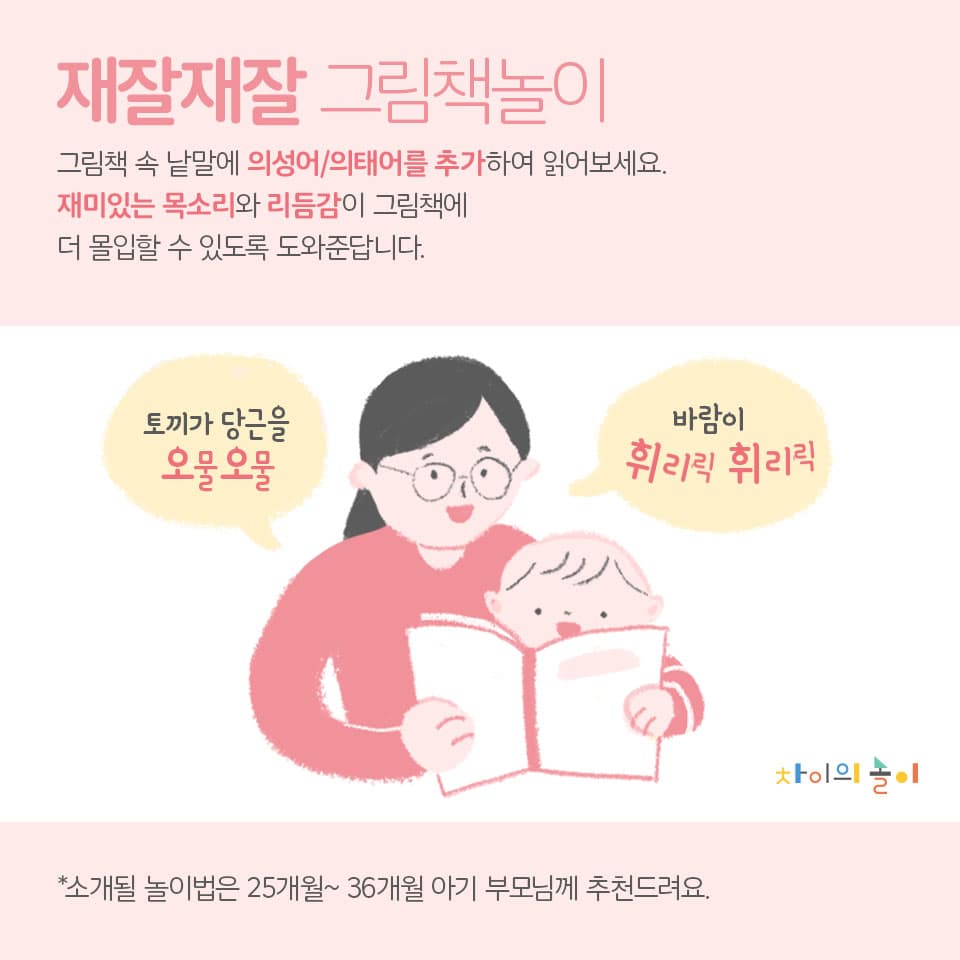 재잘재잘 그림책놀이
그림책 속 낱말에 의성어/의태어를 추가하여 읽어보세요.
재미있는 목소리와 리듬감이 그림책에
더 몰입할 수 있도록 도와준답니다.
토끼가 당근을
오물오물
바람이
휘리릭 휘리릭
차이의 놀이
*소개될 놀이법은 25개월~ 36개월 아기 부모님께 추천드려요.